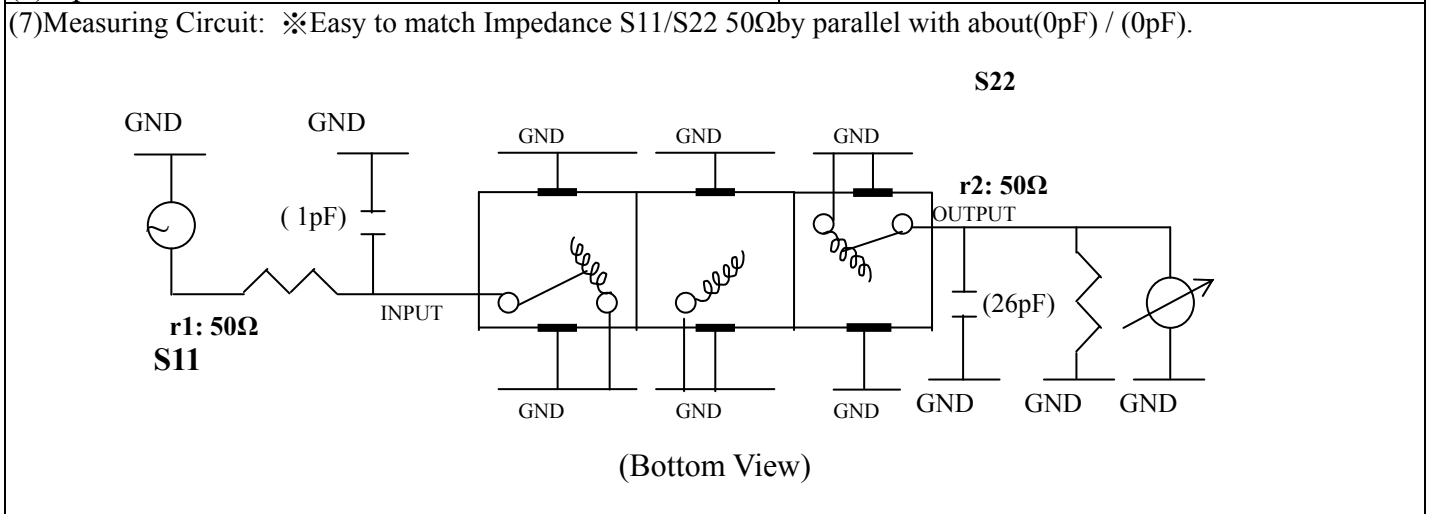 (7)Measuring Circuit: ※Easy to match Impedance S11/S22 50Ωby parallel with about(0pF) / (0pF).
S22
GND GND GND GND GND
r2: 50Ω
( 1pF) OUTPUT
(26pF)
INPUT
r1: 50Ω
S11
GND GND GND GND GND GND
(Bottom View)